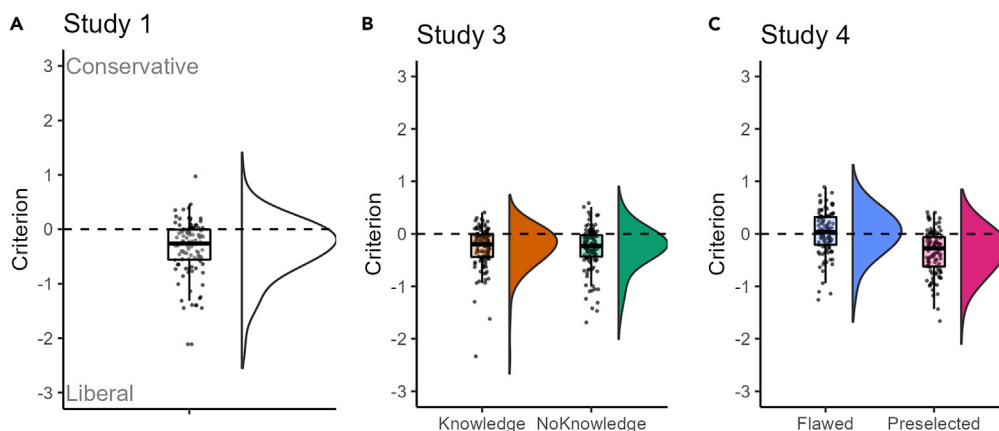 A
Study 1
Criterion
3
2
1
0
-1
-2
-3
Conservative
Liberal
B
Study 3
Criterion
3
2
1
0
-1
-2
-3
Knowledge
NoKnowledge
C
Study 4
Criterion
3
2
1
0
-1
-2
-3
Flawed
Preselected